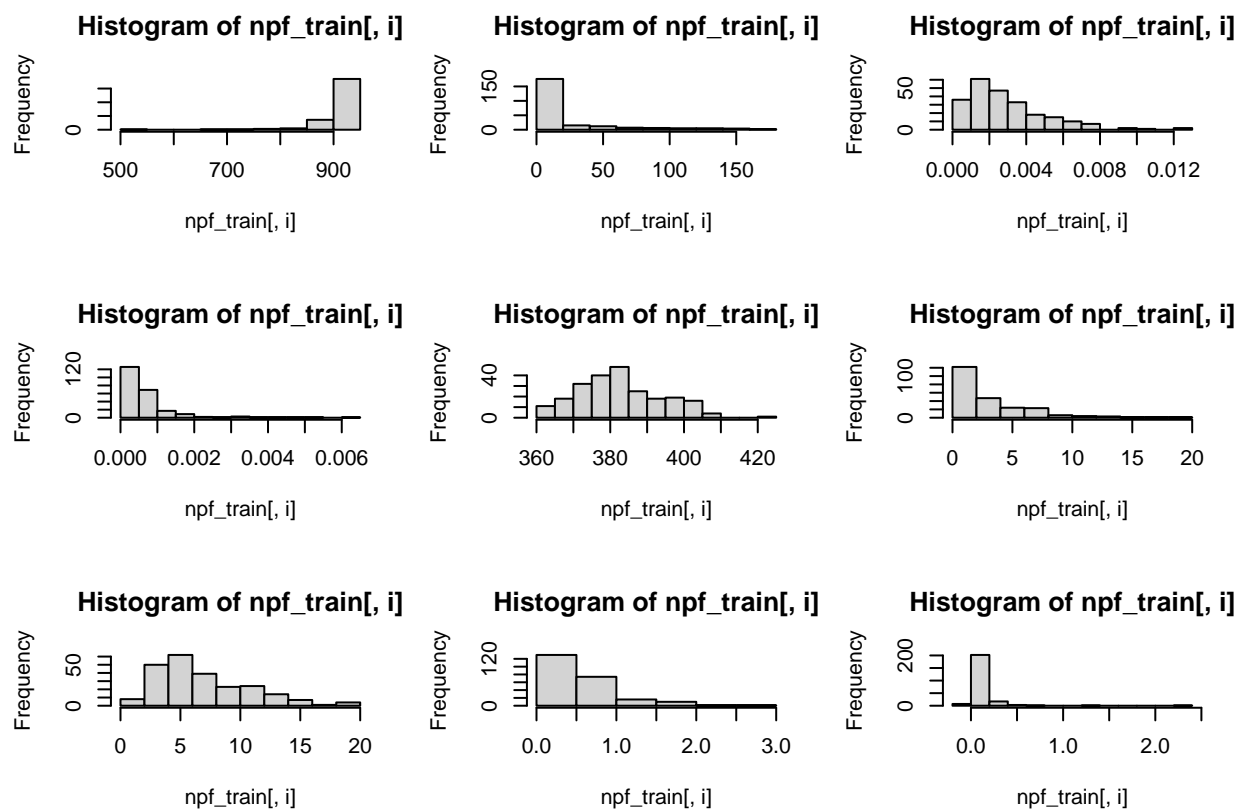 Histogram of npf_train[, i]
Frequency
0
500 700 900
npf_train[, i]
Histogram of npf_train[, i]
Frequency
0 150
0 50 100 150
npf_train[, i]
Histogram of npf_train[, i]
Frequency
0 50
0.000 0.004 0.008 0.012
npf_train[, i]
Histogram of npf_train[, i]
Frequency
0 120
0.000 0.002 0.004 0.006
npf_train[, i]
Histogram of npf_train[, i]
Frequency
0 40
360 380 400 420
npf_train[, i]
Histogram of npf_train[, i]
Frequency
0 100
0 5 10 15 20
npf_train[, i]
Histogram of npf_train[, i]
Frequency
0 50
0 5 10 15 20
npf_train[, i]
Histogram of npf_train[, i]
Frequency
0 120
0.0 1.0 2.0 3.0
npf_train[, i]
Histogram of npf_train[, i]
Frequency
0 200
0.0 1.0 2.0
npf_train[, i]